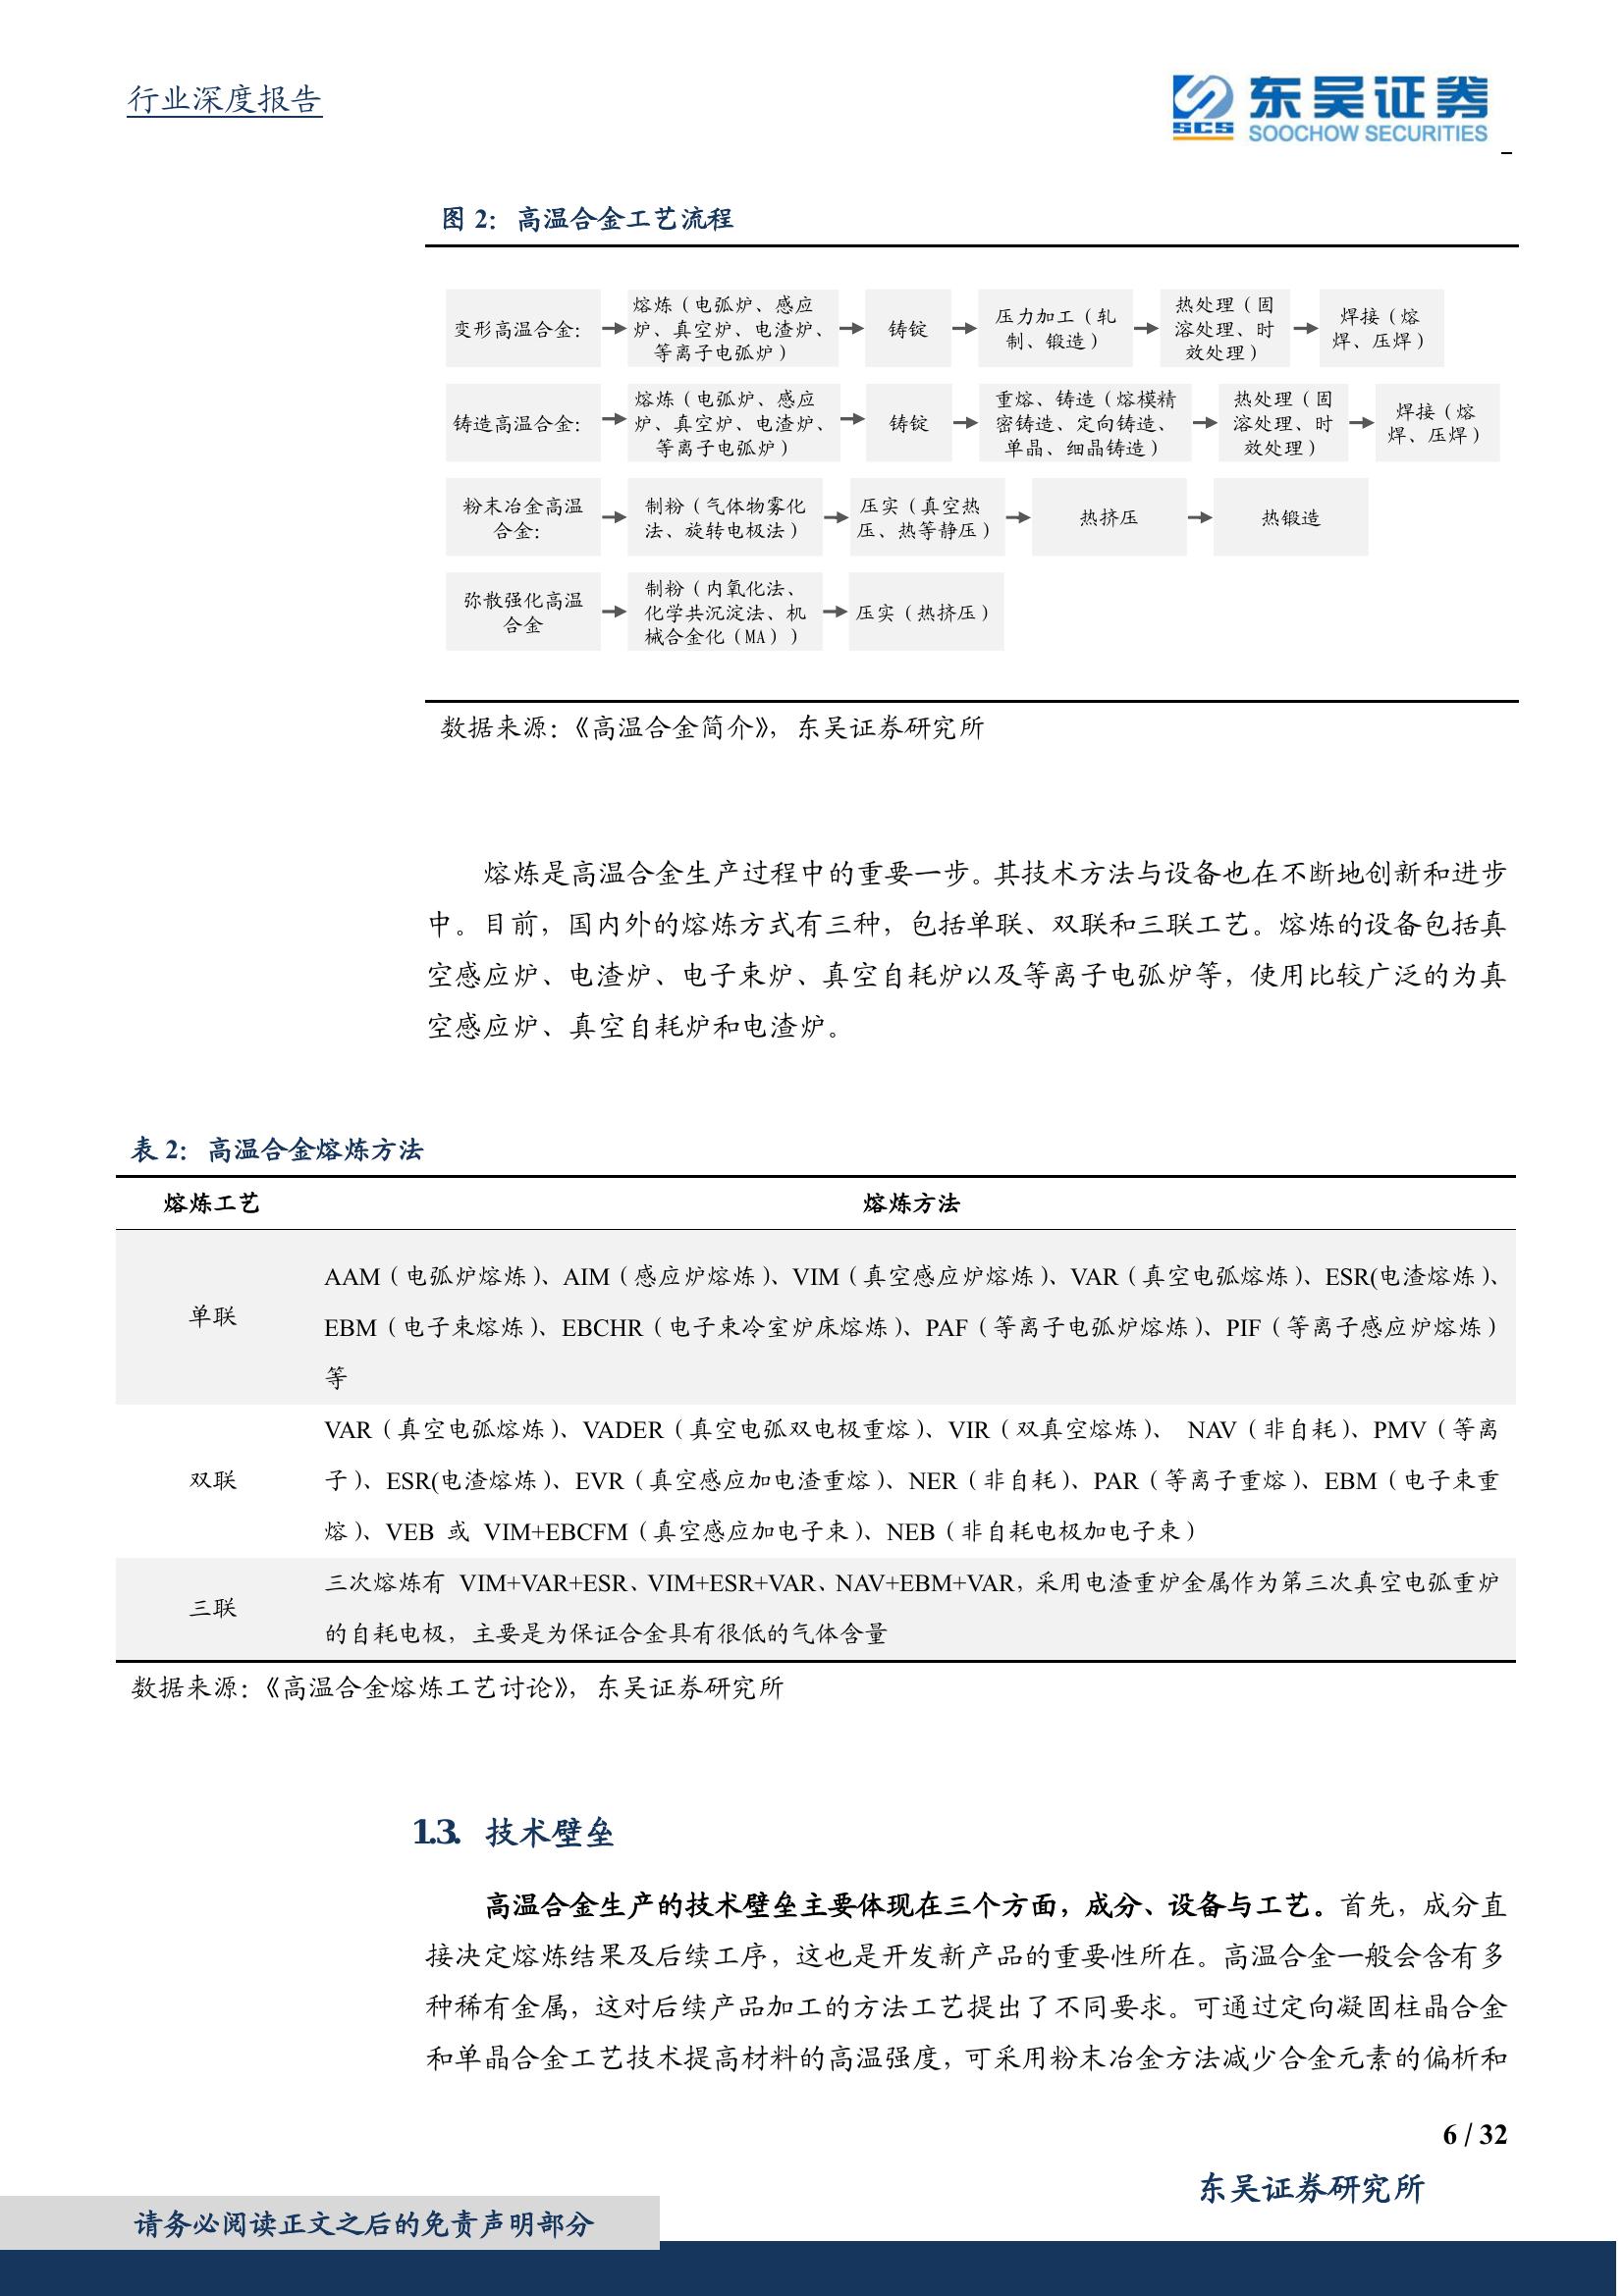 行业深度报告
SCS
东吴证券
SOOCHOW SECURITIES
图 2： 高温合金工艺流程
变形高温合金：
熔炼（电弧炉、感应
炉、真空炉、电渣炉、
等离子电弧炉）
铸锭
压力加工（轧
制、锻造）
热处理（固
溶处理、时
效处理）
焊接（熔
焊、压焊）
铸造高温合金：
熔炼（电弧炉、感应
炉、真空炉、电渣炉、
等离子电弧炉）
铸锭
重熔、铸造（熔模精
密铸造、定向铸造、
单晶、细晶铸造）
热处理（固
溶处理、时
效处理）
焊接（熔
焊、压焊）
粉末冶金高温
合金：
制粉（气体物雾化
法、旋转电极法）
压实（真空热
压、热等静压）
热挤压
热锻造
弥散强化高温
合金
制粉（内氧化法、
化学共沉淀法、机
械合金化（MA））
压实（热挤压）
数据来源：《高温合金简介》，东吴证券研究所
熔炼是高温合金生产过程中的重要一步。其技术方法与设备也在不断地创新和进步
中。目前，国内外的熔炼方式有三种，包括单联、双联和三联工艺。熔炼的设备包括真
空感应炉、电渣炉、电子束炉、真空自耗炉以及等离子电弧炉等，使用比较广泛的为真
空感应炉、真空自耗炉和电渣炉。
表 2： 高温合金熔炼方法
熔炼工艺 熔炼方法
单联
AAM（电弧炉熔炼）、AIM（感应炉熔炼）、VIM（真空感应炉熔炼）、VAR（真空电弧熔炼）、ESR(电渣熔炼）、
EBM（电子束熔炼）、EBCHR（电子束冷室炉床熔炼）、PAF（等离子电弧炉熔炼）、PIF（等离子感应炉熔炼）
等
双联
VAR（真空电弧熔炼）、VADER（真空电弧双电极重熔）、VIR（双真空熔炼）、 NAV（非自耗）、PMV（等离
子）、ESR(电渣熔炼）、EVR（真空感应加电渣重熔）、NER（非自耗）、PAR（等离子重熔）、EBM（电子束重
熔）、VEB 或 VIM+EBCFM（真空感应加电子束）、NEB（非自耗电极加电子束）
三联
三次熔炼有 VIM+VAR+ESR、VIM+ESR+VAR、NAV+EBM+VAR，采用电渣重炉金属作为第三次真空电弧重炉
的自耗电极，主要是为保证合金具有很低的气体含量
数据来源：《高温合金熔炼工艺讨论》，东吴证券研究所
1.3. 技术壁垒
高温合金生产的技术壁垒主要体现在三个方面，成分、设备与工艺。首先，成分直
接决定熔炼结果及后续工序，这也是开发新产品的重要性所在。高温合金一般会含有多
种稀有金属，这对后续产品加工的方法工艺提出了不同要求。可通过定向凝固柱晶合金
和单晶合金工艺技术提高材料的高温强度，可采用粉末冶金方法减少合金元素的偏析和
6 / 32
东吴证券研究所
请务必阅读正文之后的免责声明部分